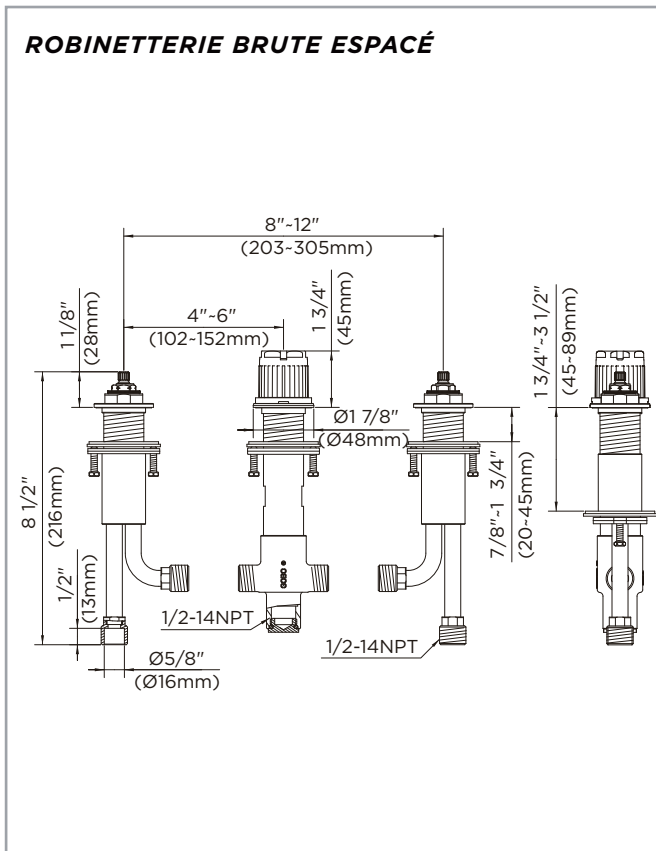 ROBINETTERIE BRUTE ESPACÉ
8"~12"
(203~305mm)
4"~6"
(102~152mm)
1 1/8"
(28mm)
1 3/4"
(45mm)
1 3/4"~3 1/2"
(45~89mm)
Ø1 7/8"
(Ø48mm)
8 1/2"
(216mm)
7/8"~1 3/4"
(20~45mm)
1/2"
(13mm)
1/2-14NPT
1/2-14NPT
Ø5/8"
(Ø16mm)